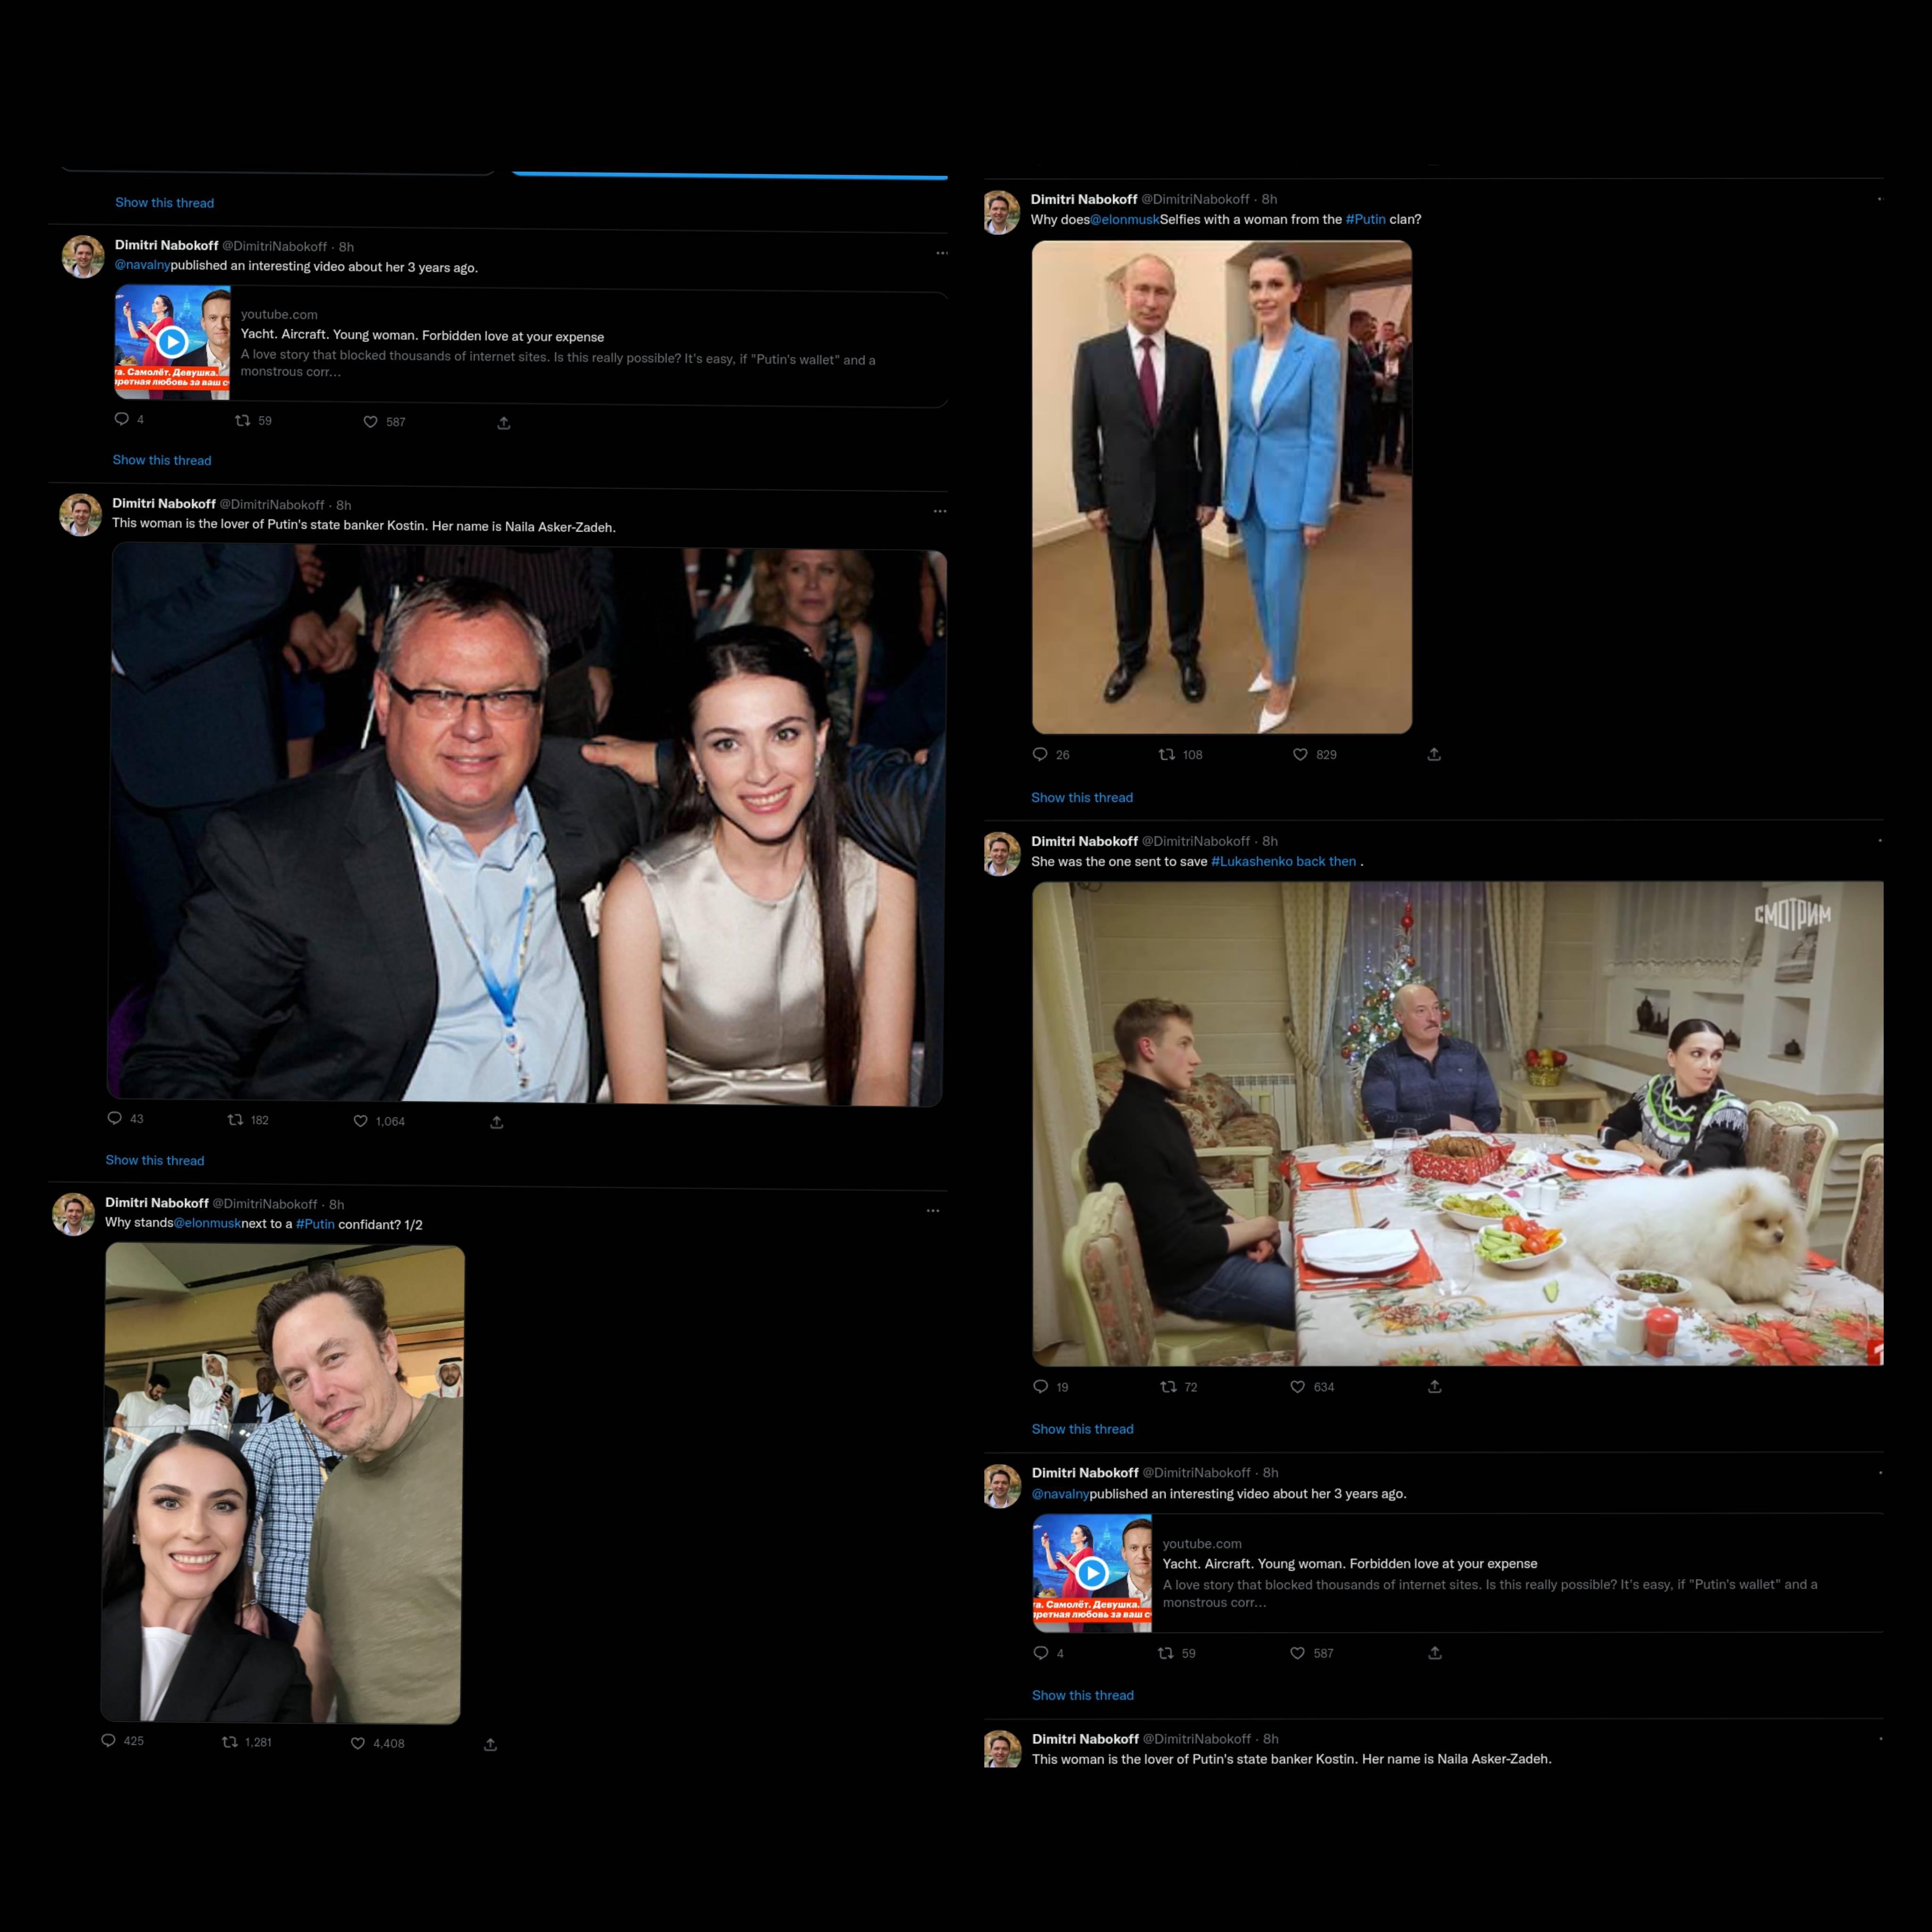 Show this thread
Dimitri Nabokoff @DimitriNabokoff · 8h
@navalnypublished an interesting video about her 3 years ago.
youtube.com
Yacht. Aircraft. Young woman. Forbidden love at your expense
A love story that blocked thousands of internet sites. Is this really possible? It's easy, if "Putin's wallet" and a
monstrous corr...
та. Самолёт. Девушка.
претная любовь за ваш сч
4 59 587
Show this thread
Dimitri Nabokoff @DimitriNabokoff · 8h
This woman is the lover of Putin's state banker Kostin. Her name is Naila Asker-Zadeh.
43 182 1,064
Show this thread
Dimitri Nabokoff @DimitriNabokoff · 8h
Why stands@elonmusknext to a #Putin confidant? 1/2
425 1,281 4,408
Dimitri Nabokoff @DimitriNabokoff · 8h
Why does@elonmuskSelfies with a woman from the #Putin clan?
26 108 829
Show this thread
Dimitri Nabokoff @DimitriNabokoff · 8h
She was the one sent to save #Lukashenko back then .
СМОТРИМ
19 72 634
Show this thread
Dimitri Nabokoff @DimitriNabokoff · 8h
@navalnypublished an interesting video about her 3 years ago.
youtube.com
Yacht. Aircraft. Young woman. Forbidden love at your expense
A love story that blocked thousands of internet sites. Is this really possible? It's easy, if "Putin's wallet" and a
monstrous corr...
та. Самолёт. Девушка.
претная любовь за ваш сч
4 59 587
Show this thread
Dimitri Nabokoff @DimitriNabokoff · 8h
This woman is the lover of Putin's state banker Kostin. Her name is Naila Asker-Zadeh.